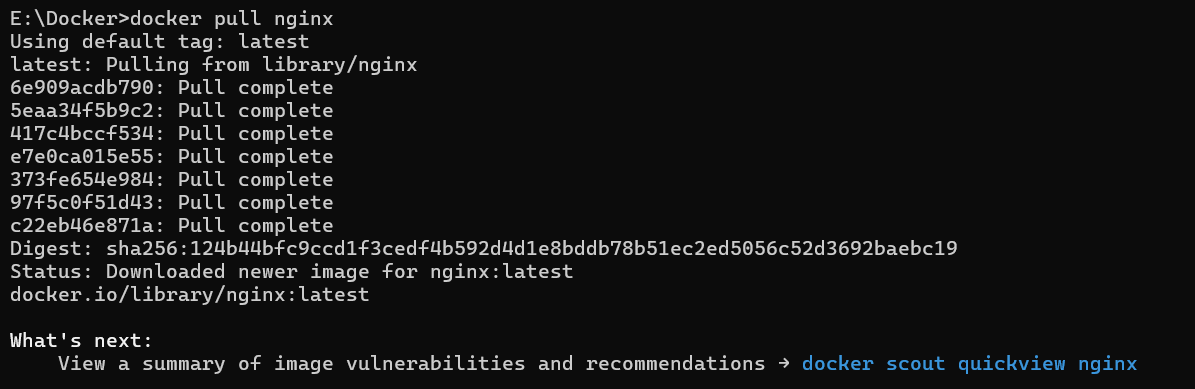 E:\Docker>docker pull nginx
Using default tag: latest
latest: Pulling from library/nginx
6e909acdb790: Pull complete
5eaa34f5b9c2: Pull complete
417c4bccf534: Pull complete
e7e0ca015e55: Pull complete
373fe654e984: Pull complete
97f5c0f51d43: Pull complete
c22eb46e871a: Pull complete
Digest: sha256:124b44bfc9ccd1f3cedf4b592d4d1e8bddb78b51ec2ed5056c52d3692baebc19
Status: Downloaded newer image for nginx:latest
docker.io/library/nginx:latest
What's next:
View a summary of image vulnerabilities and recommendations → docker scout quickview nginx